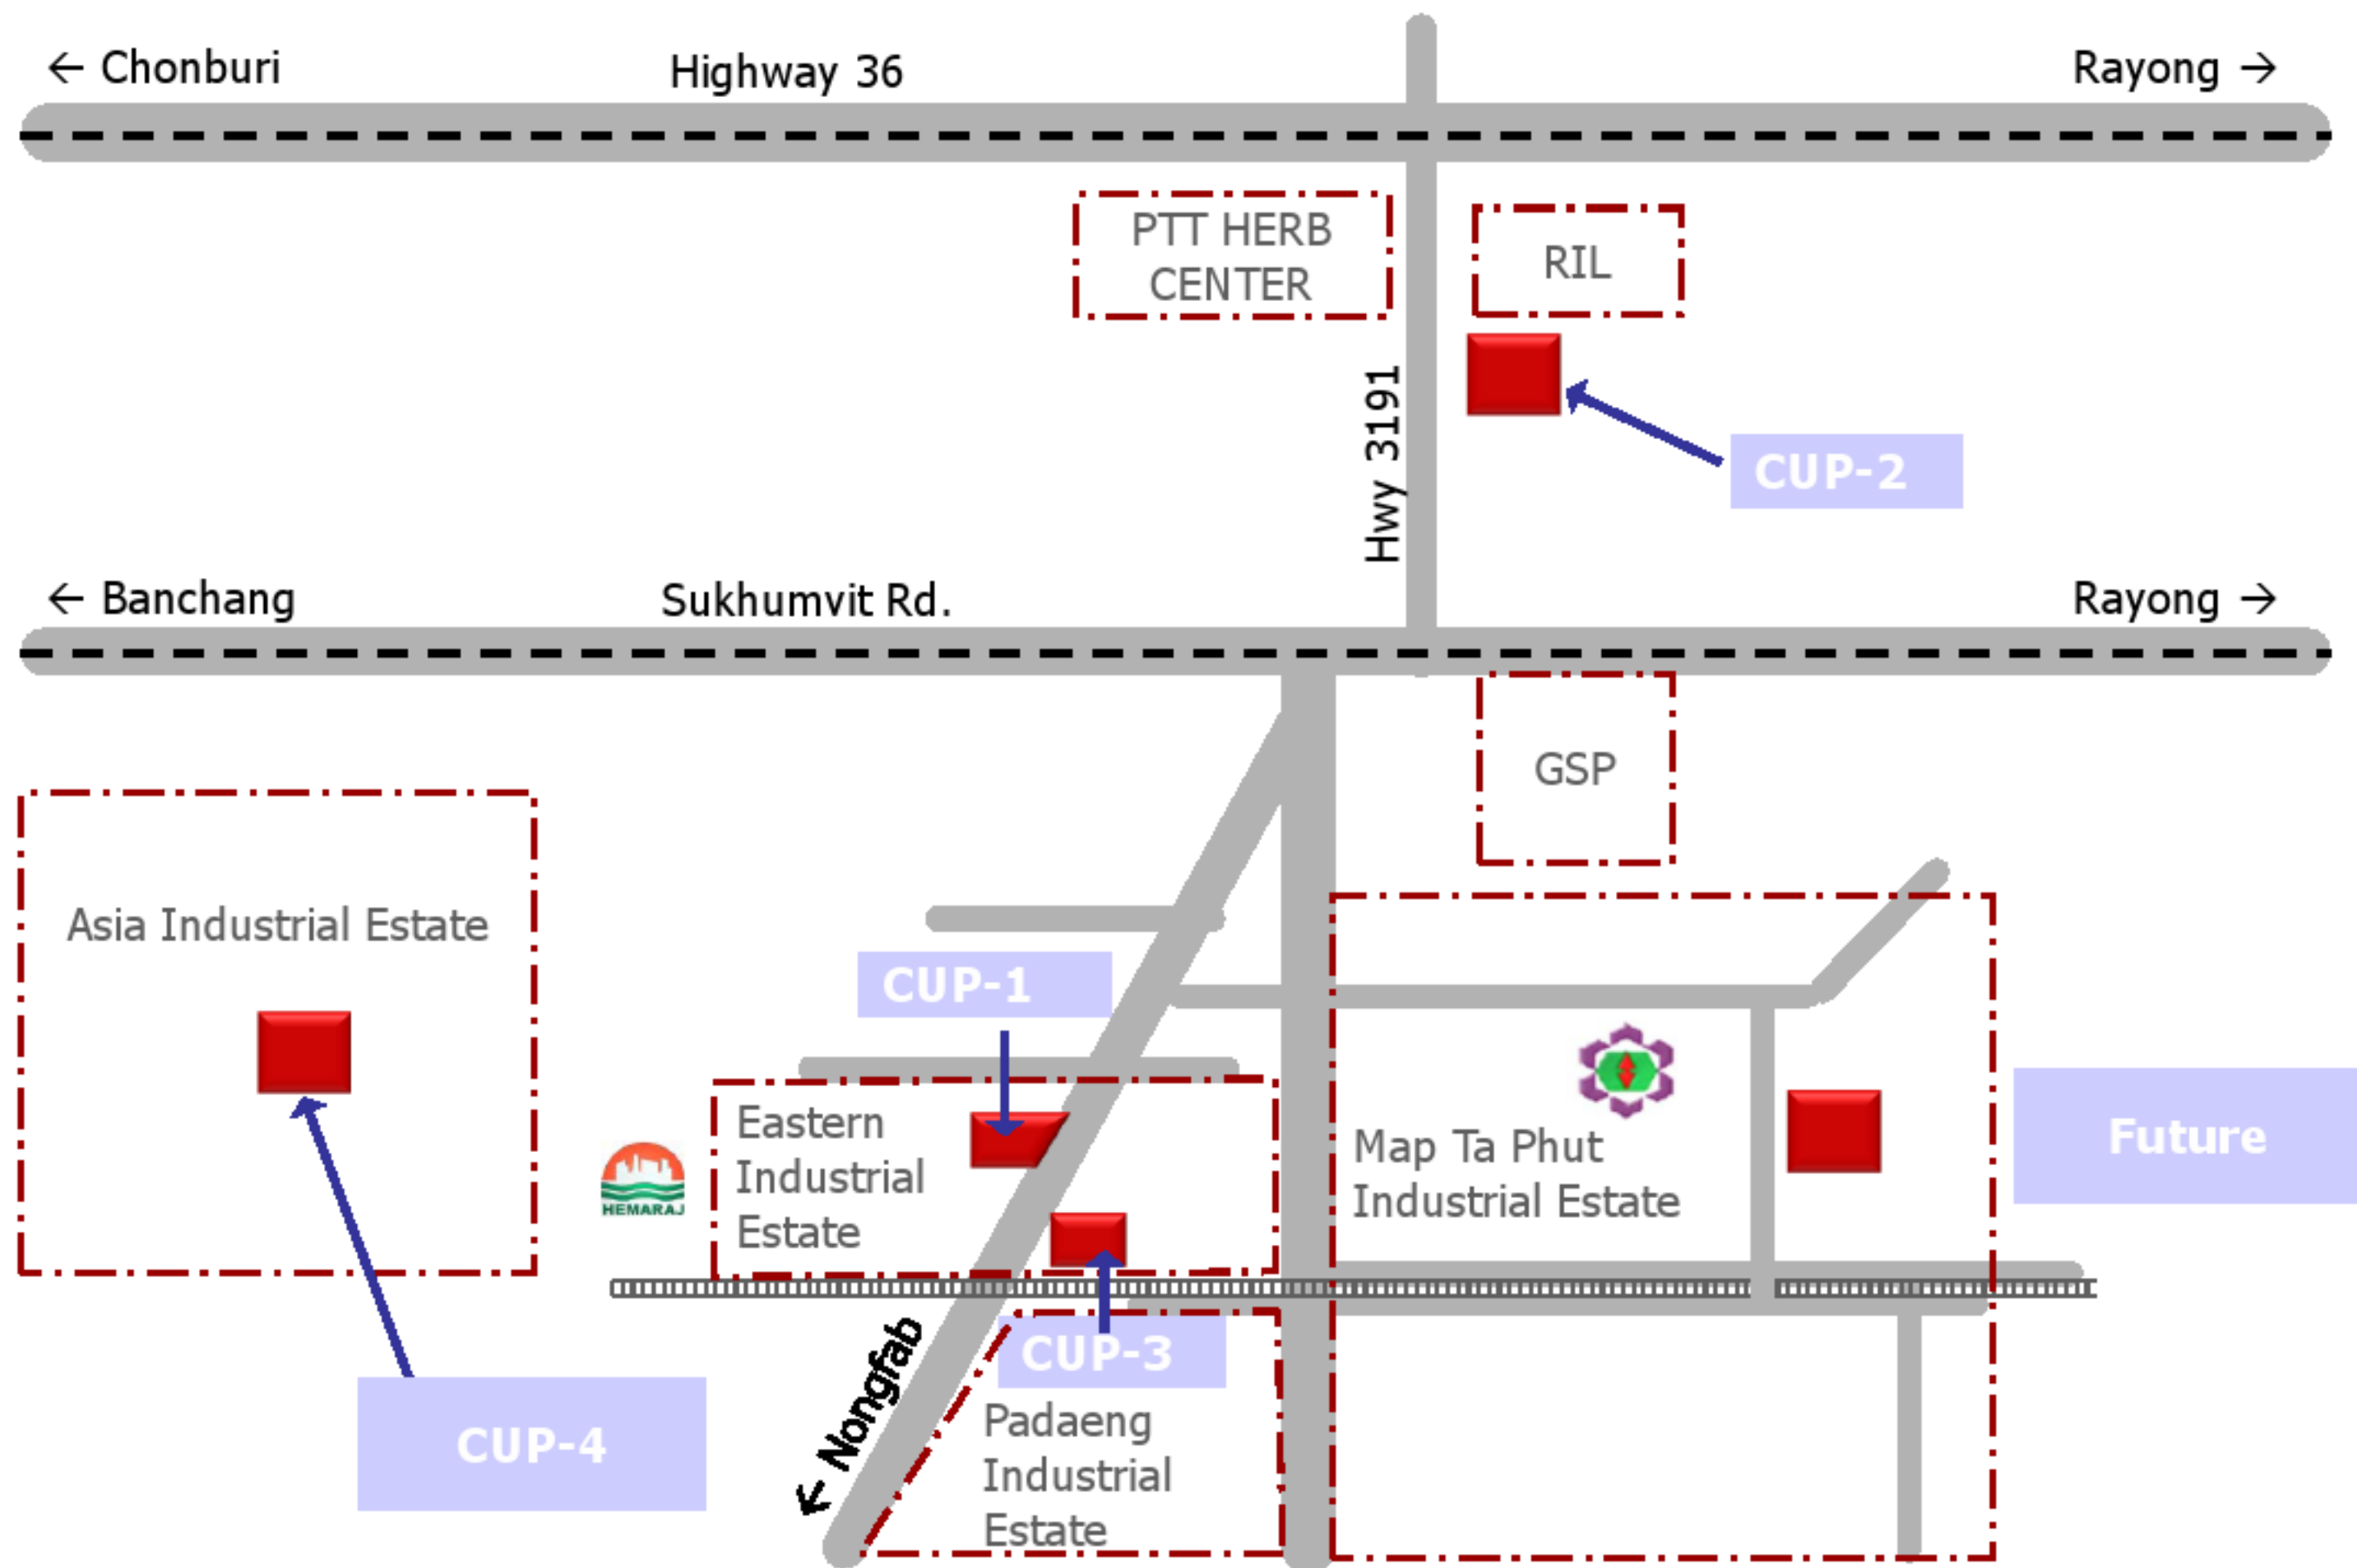 ← Chonburi
Highway 36
Rayong →
PTT HERB
CENTER
RIL
Hwy 31191
CUP-2
← Banchang
Sukhumvit Rd.
Rayong →
GSP
Asia Industrial Estate
CUP-1
Eastern
Industrial
Estate
HEMARAJ
Map Ta Phut
Industrial Estate
Future
← Nongfab
CUP-3
CUP-4
Padaeng
Industrial
Estate